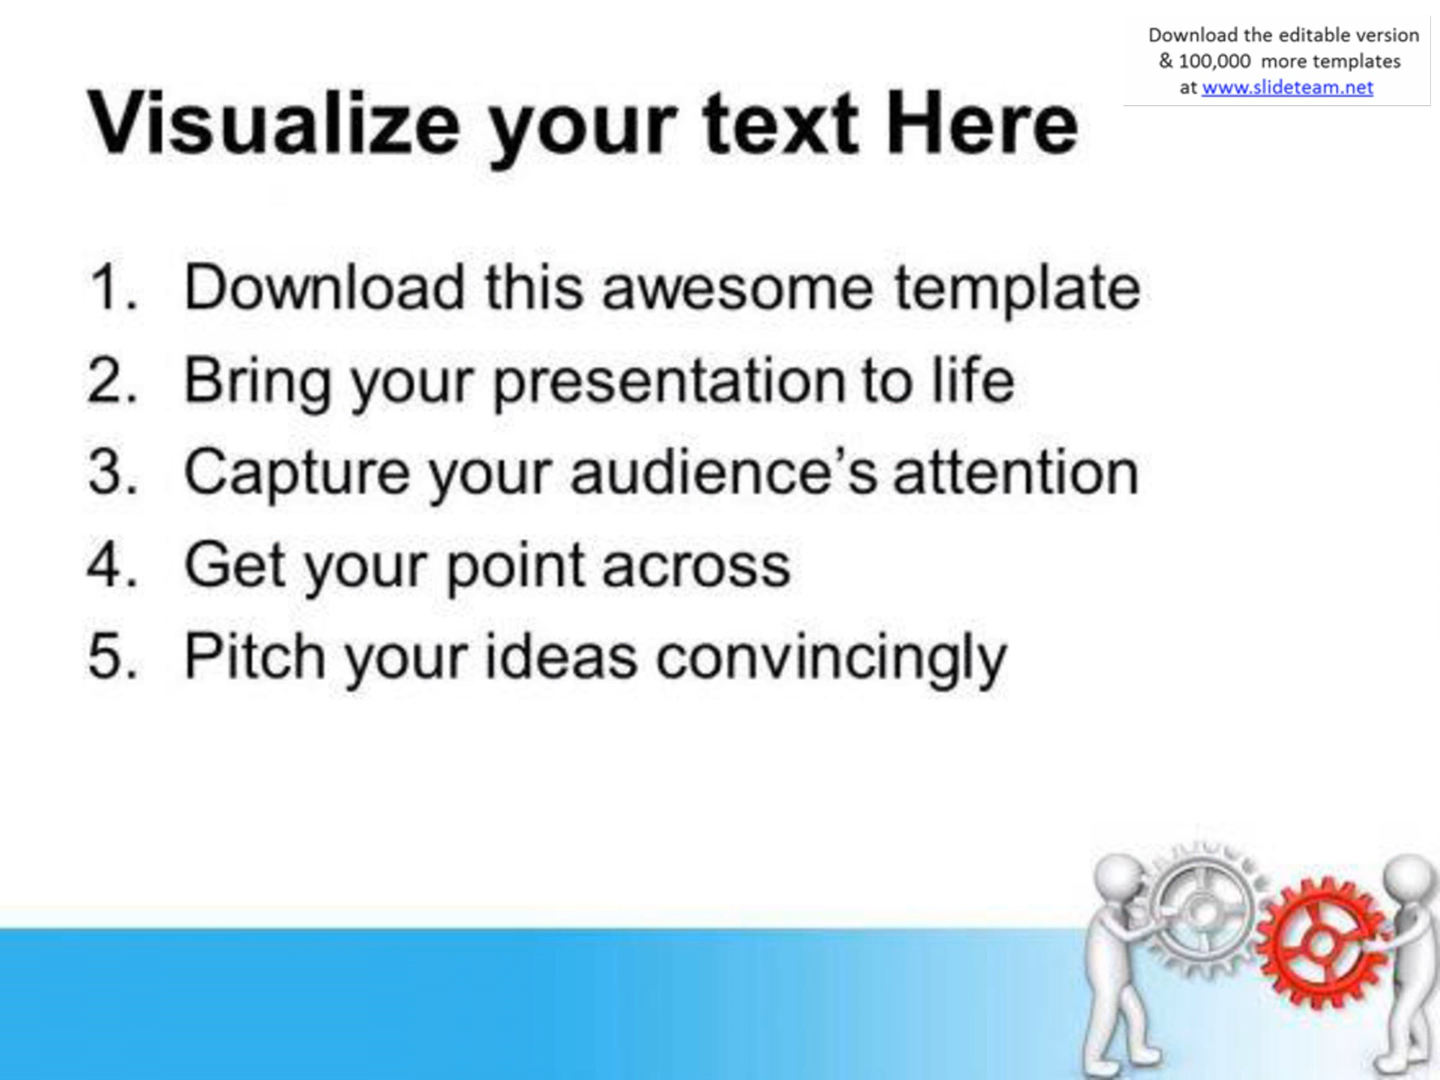 Download the editable version
& 100,000 more templates
at www.slideteam.net
Visualize your text Here
1. Download this awesome template
2. Bring your presentation to life
3. Capture your audience’s attention
4. Get your point across
5. Pitch your ideas convincingly